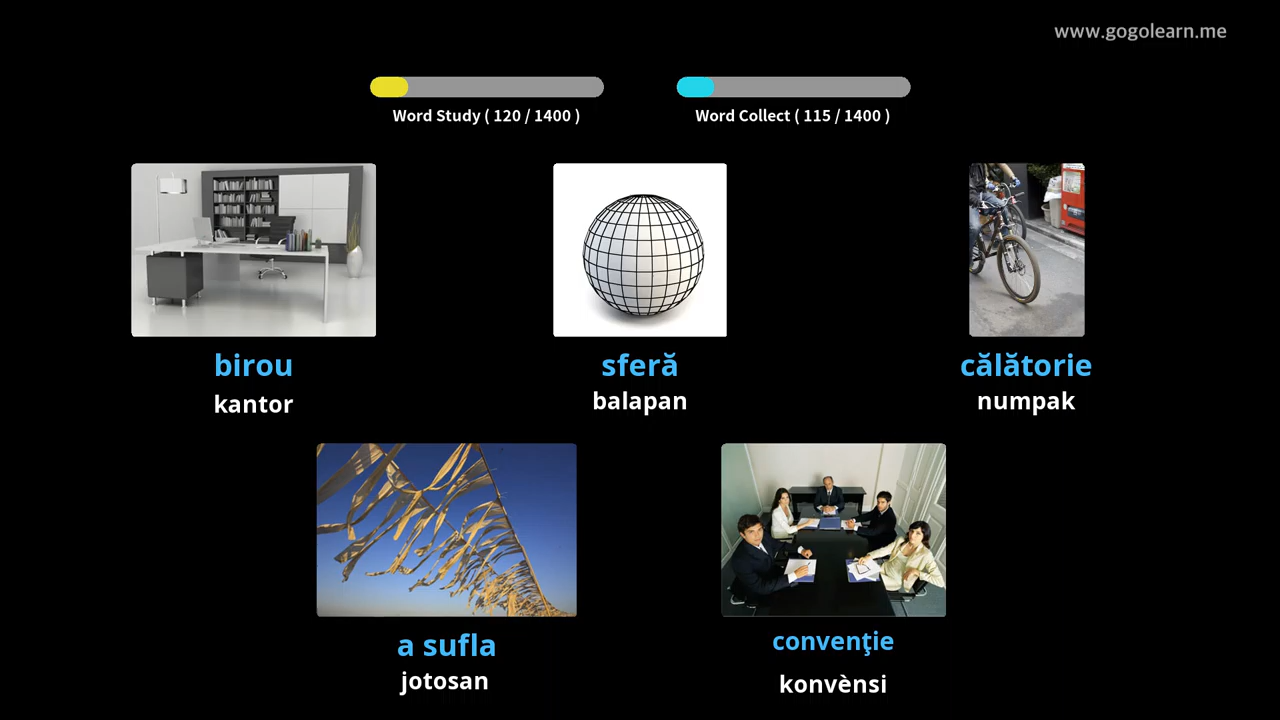 www.gogolearn.me
Word Study ( 120 / 1400 )
Word Collect ( 115 / 1400 )
birou
kantor
sferă
balapan
călătorie
numpak
a sufla
jotosan
convenţie
konvènsi